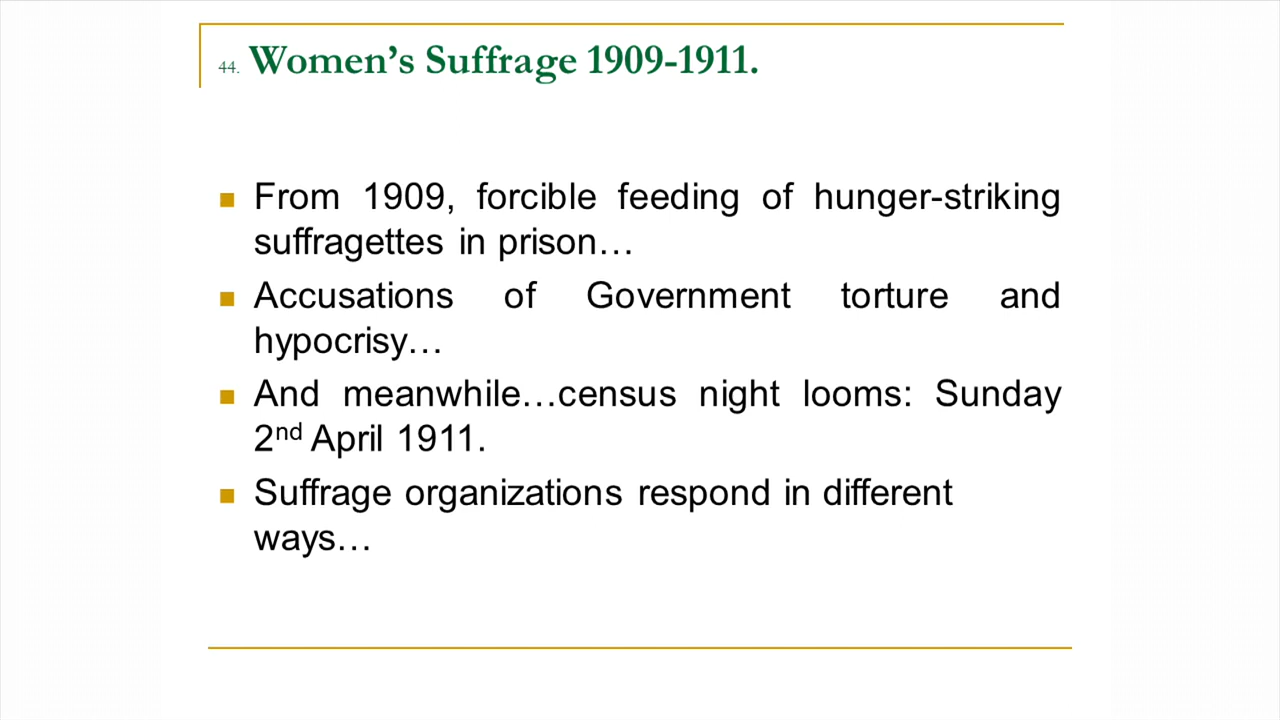 44. Women’s Suffrage 1909-1911.
From 1909, forcible feeding of hunger-striking
suffragettes in prison…
Accusations of Government torture and
hypocrisy…
And meanwhile…census night looms: Sunday
2nd April 1911.
Suffrage organizations respond in different
ways…